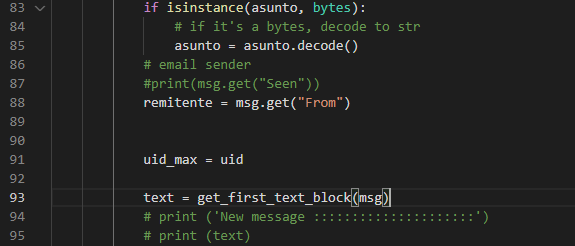 83 if isinstance(asunto, bytes):
84 # if it's a bytes, decode to str
85 asunto = asunto.decode()
86 # email sender
87 #print(msg.get("Seen"))
88 remitente = msg.get("From")
89
90
91 uid_max = uid
92
93 text = get_first_text_block(msg)
94 # print ('New message :::::::::::::::::::::')
95 # print (text)